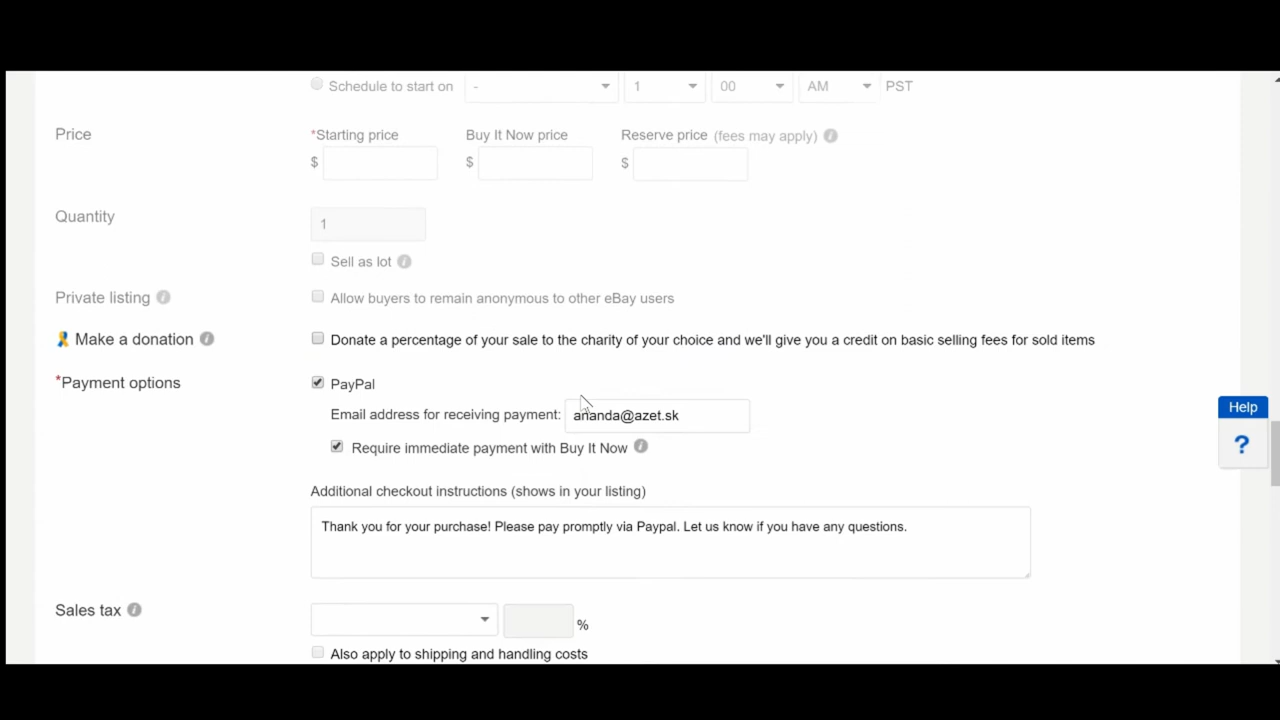 Schedule to start on - 1 00 AM PST
Price *Starting price Buy It Now price Reserve price (fees may apply)
$ $ $
Quantity 1
Sell as lot
Private listing Allow buyers to remain anonymous to other eBay users
Make a donation Donate a percentage of your sale to the charity of your choice and we'll give you a credit on basic selling fees for sold items
*Payment options PayPal
Email address for receiving payment: ananda@azet.sk
Require immediate payment with Buy It Now
Additional checkout instructions (shows in your listing)
Thank you for your purchase! Please pay promptly via Paypal. Let us know if you have any questions.
Sales tax %
Also apply to shipping and handling costs
Help
?